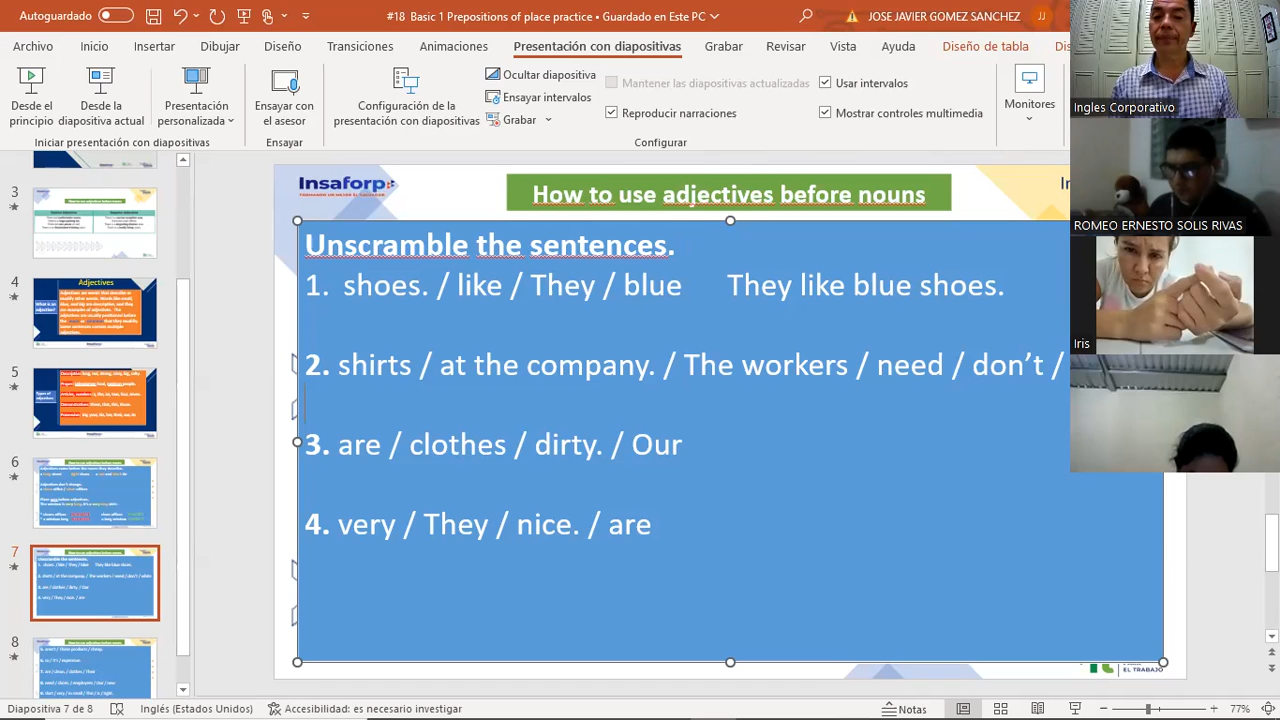 Autoguardado
#18 Basic 1 Prepositions of place practice • Guardado en Este PC
JOSE JAVIER GOMEZ SANCHEZ
JJ
Archivo
Inicio
Insertar
Dibujar
Diseño
Transiciones
Animaciones
Presentación con diapositivas
Grabar
Revisar
Vista
Ayuda
Diseño de tabla
Desde el principio
Desde la diapositiva actual
Presentación personalizada
Ensayar con el asesor
Configuración de la presentación con diapositivas
Ocultar diapositiva
Ensayar intervalos
Grabar
Mantener las diapositivas actualizadas
Reproducir narraciones
Usar intervalos
Mostrar controles multimedia
Monitores
Iniciar presentación con diapositivas
Ensayar
Configurar
3
4
Adjectives
5
7
8
Insaforp
How to use adjectives before nouns
Unscramble the sentences.
1. shoes. / like / They / blue They like blue shoes.
2. shirts / at the company. / The workers / need / don’t /
3. are / clothes / dirty. / Our
4. very / They / nice. / are
EL TRABAJO
Ingles Corporativo
ROMEO ERNESTO SOLIS RIVAS
Iris
Diapositiva 7 de 8
Inglés (Estados Unidos)
Accesibilidad: es necesario investigar
Notas
77%